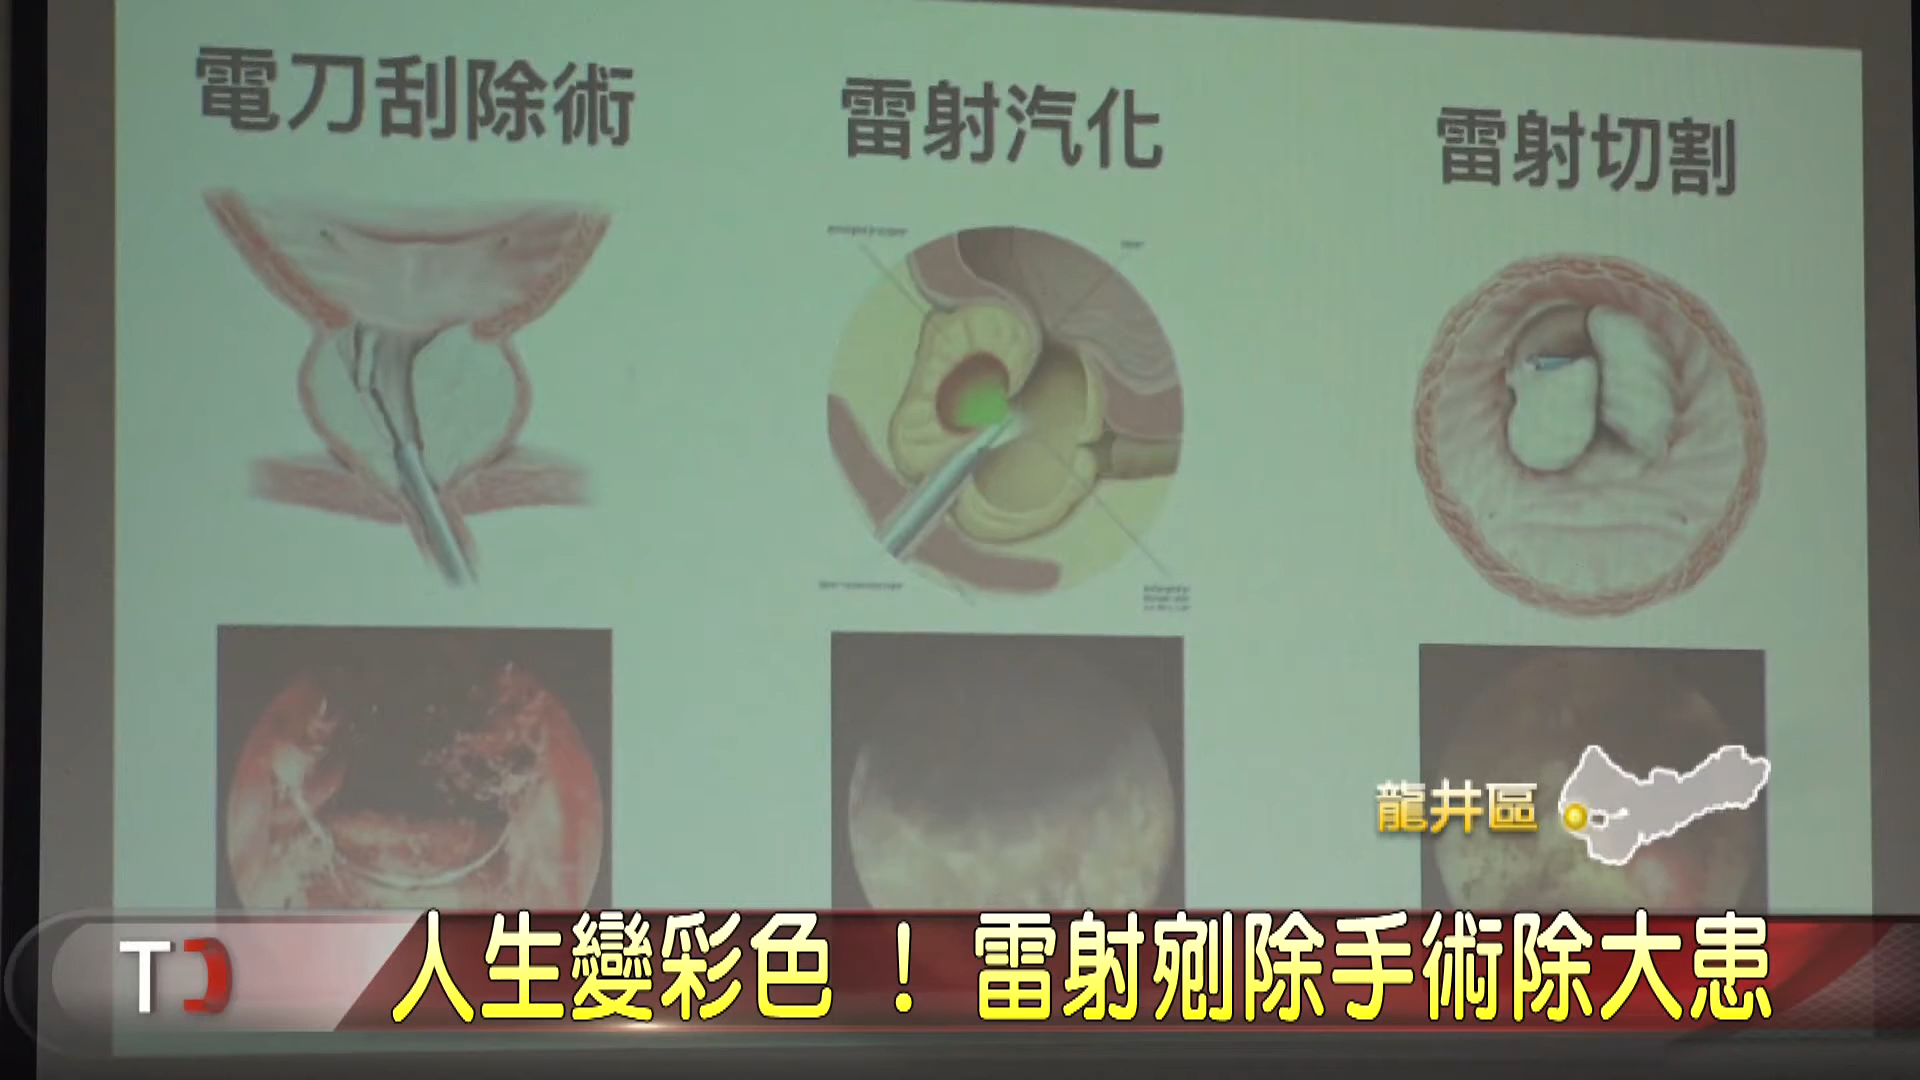 電刀刮除術
雷射汽化
雷射切割
龍井區
人生變彩色！雷射剜除手術除大患